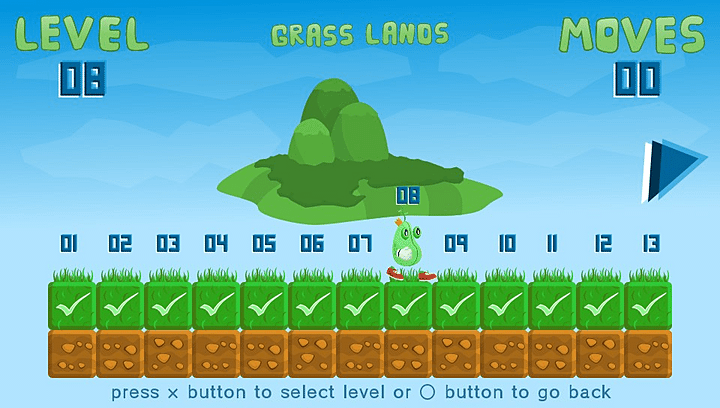 LEVEL GRASS LANDS MOVES
08 00
08
01 02 03 04 05 06 07 09 10 11 12 13
press × button to select level or ○ button to go back